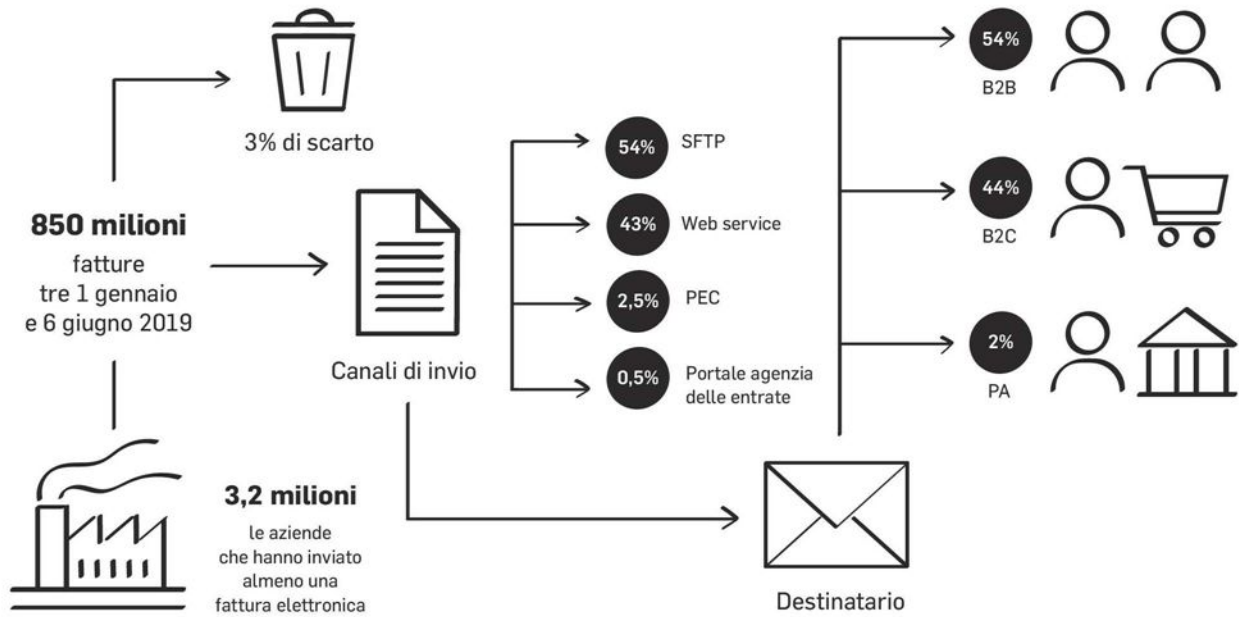 3% di scarto
850 milioni
fatture
tre 1 gennaio
e 6 giugno 2019
3,2 milioni
le aziende
che hanno inviato
almeno una
fattura elettronica
Canali di invio
54% SFTP
43% Web service
2,5% PEC
0,5% Portale agenzia
delle entrate
Destinatario
54%
B2B
44%
B2C
2%
PA